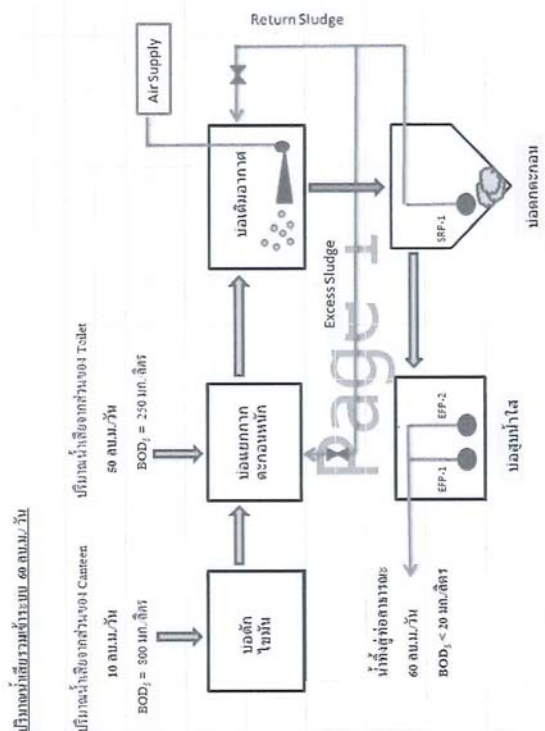 ปริมาณน้ำเสียรวมเข้าระบบ 60 ลบ.ม./วัน
ปริมาณน้ำเสียจากส่วนของ Canteen
10 ลบ.ม./วัน
BOD5 = 800 มก./ลิตร
ปริมาณน้ำเสียจากส่วนของ Toilet
50 ลบ.ม./วัน
BOD5 = 250 มก./ลิตร
Air Supply
Return Sludge
บ่อดัก
ไขมัน
บ่อแยกกาก
ตะกอนหนัก
บ่อเติมอากาศ
Excess Sludge
Page 1
น้ำทิ้งสู่ท่อสาธารณะ
60 ลบ.ม./วัน
BOD5 < 20 มก./ลิตร
EFP-1
EFP-2
บ่อสูบน้ำใส
SRP-1
บ่อตกตะกอน